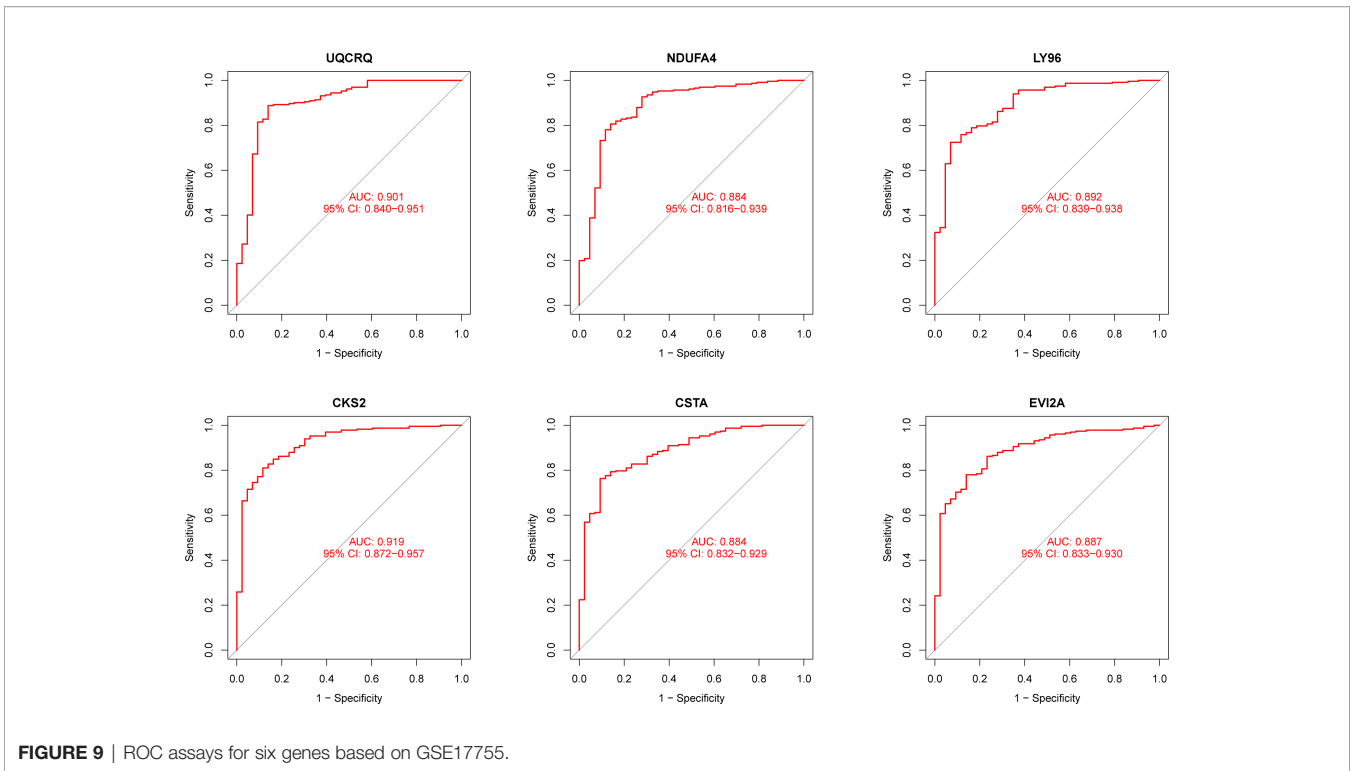 UQCRQ
Sensitivity
0.0 0.2 0.4 0.6 0.8 1.0
AUC: 0.901
95% CI: 0.840−0.951
0.0 0.2 0.4 0.6 0.8 1.0
1 − Specificity
NDUFA4
Sensitivity
0.0 0.2 0.4 0.6 0.8 1.0
AUC: 0.884
95% CI: 0.816−0.939
0.0 0.2 0.4 0.6 0.8 1.0
1 − Specificity
LY96
Sensitivity
0.0 0.2 0.4 0.6 0.8 1.0
AUC: 0.892
95% CI: 0.839−0.938
0.0 0.2 0.4 0.6 0.8 1.0
1 − Specificity
CKS2
Sensitivity
0.0 0.2 0.4 0.6 0.8 1.0
AUC: 0.919
95% CI: 0.872−0.957
0.0 0.2 0.4 0.6 0.8 1.0
1 − Specificity
CSTA
Sensitivity
0.0 0.2 0.4 0.6 0.8 1.0
AUC: 0.884
95% CI: 0.832−0.929
0.0 0.2 0.4 0.6 0.8 1.0
1 − Specificity
EVI2A
Sensitivity
0.0 0.2 0.4 0.6 0.8 1.0
AUC: 0.887
95% CI: 0.833−0.930
0.0 0.2 0.4 0.6 0.8 1.0
1 − Specificity
FIGURE 9 | ROC assays for six genes based on GSE17755.